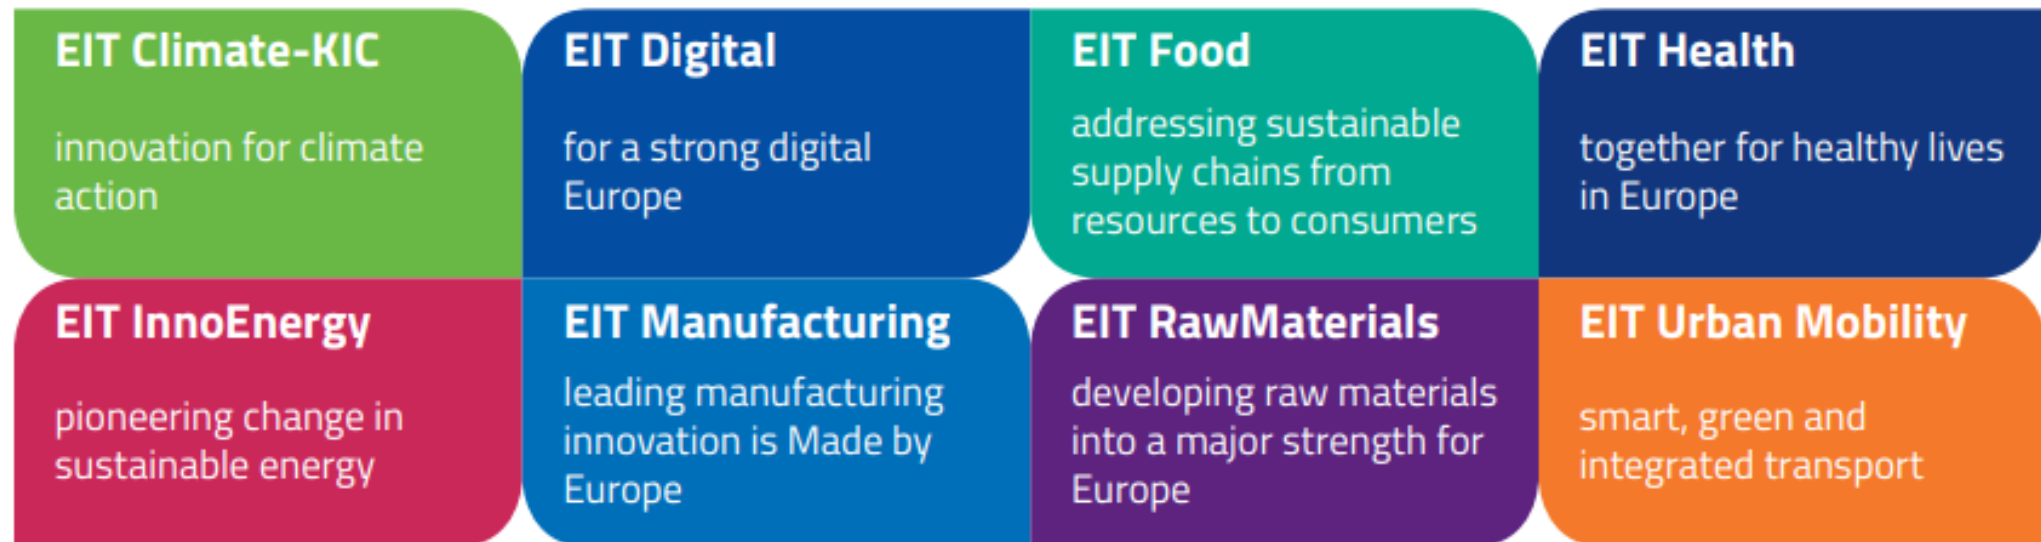 EIT Climate-KIC
innovation for climate
action
EIT Digital
for a strong digital
Europe
EIT Food
addressing sustainable
supply chains from
resources to consumers
EIT Health
together for healthy lives
in Europe
EIT InnoEnergy
pioneering change in
sustainable energy
EIT Manufacturing
leading manufacturing
innovation is Made by
Europe
EIT RawMaterials
developing raw materials
into a major strength for
Europe
EIT Urban Mobility
smart, green and
integrated transport